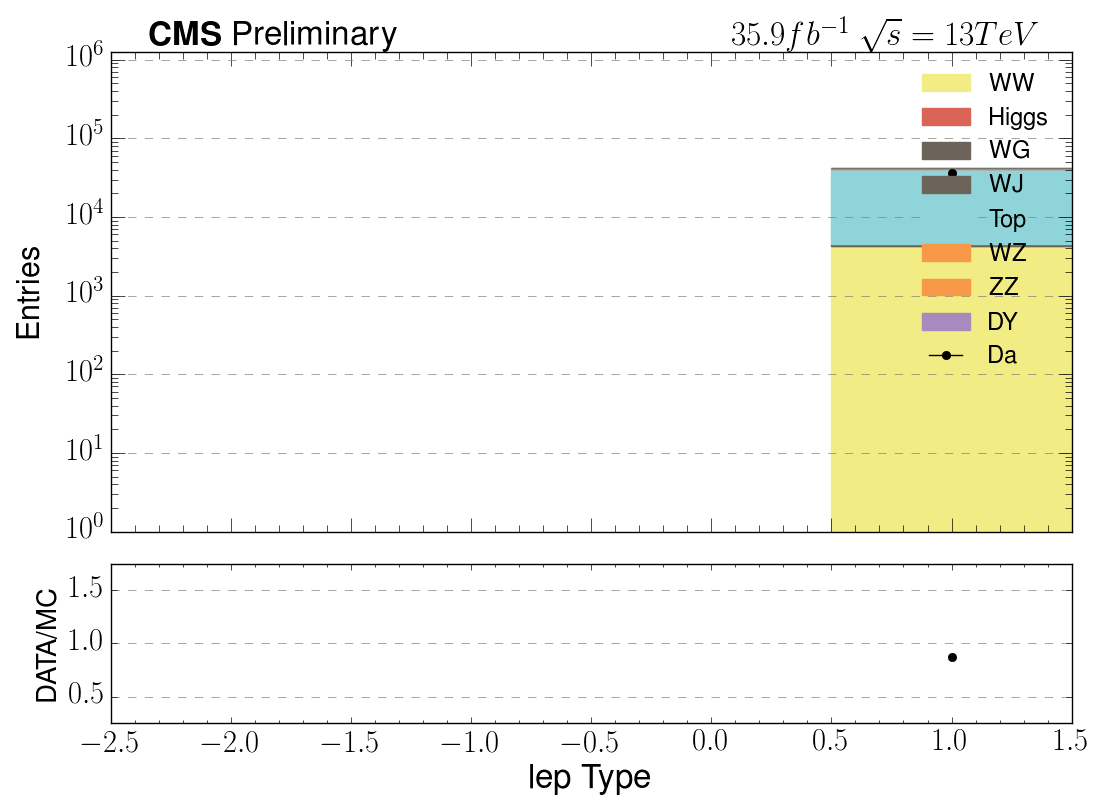 CMS Preliminary 35.9fb⁻¹ √s = 13TeV
10⁶
10⁵
10⁴
10³
10²
10¹
10⁰
Entries
WW
Higgs
WG
WJ
Top
WZ
ZZ
DY
Da
1.5
1.0
0.5
DATA/MC
−2.5 −2.0 −1.5 −1.0 −0.5 0.0 0.5 1.0 1.5
lep Type